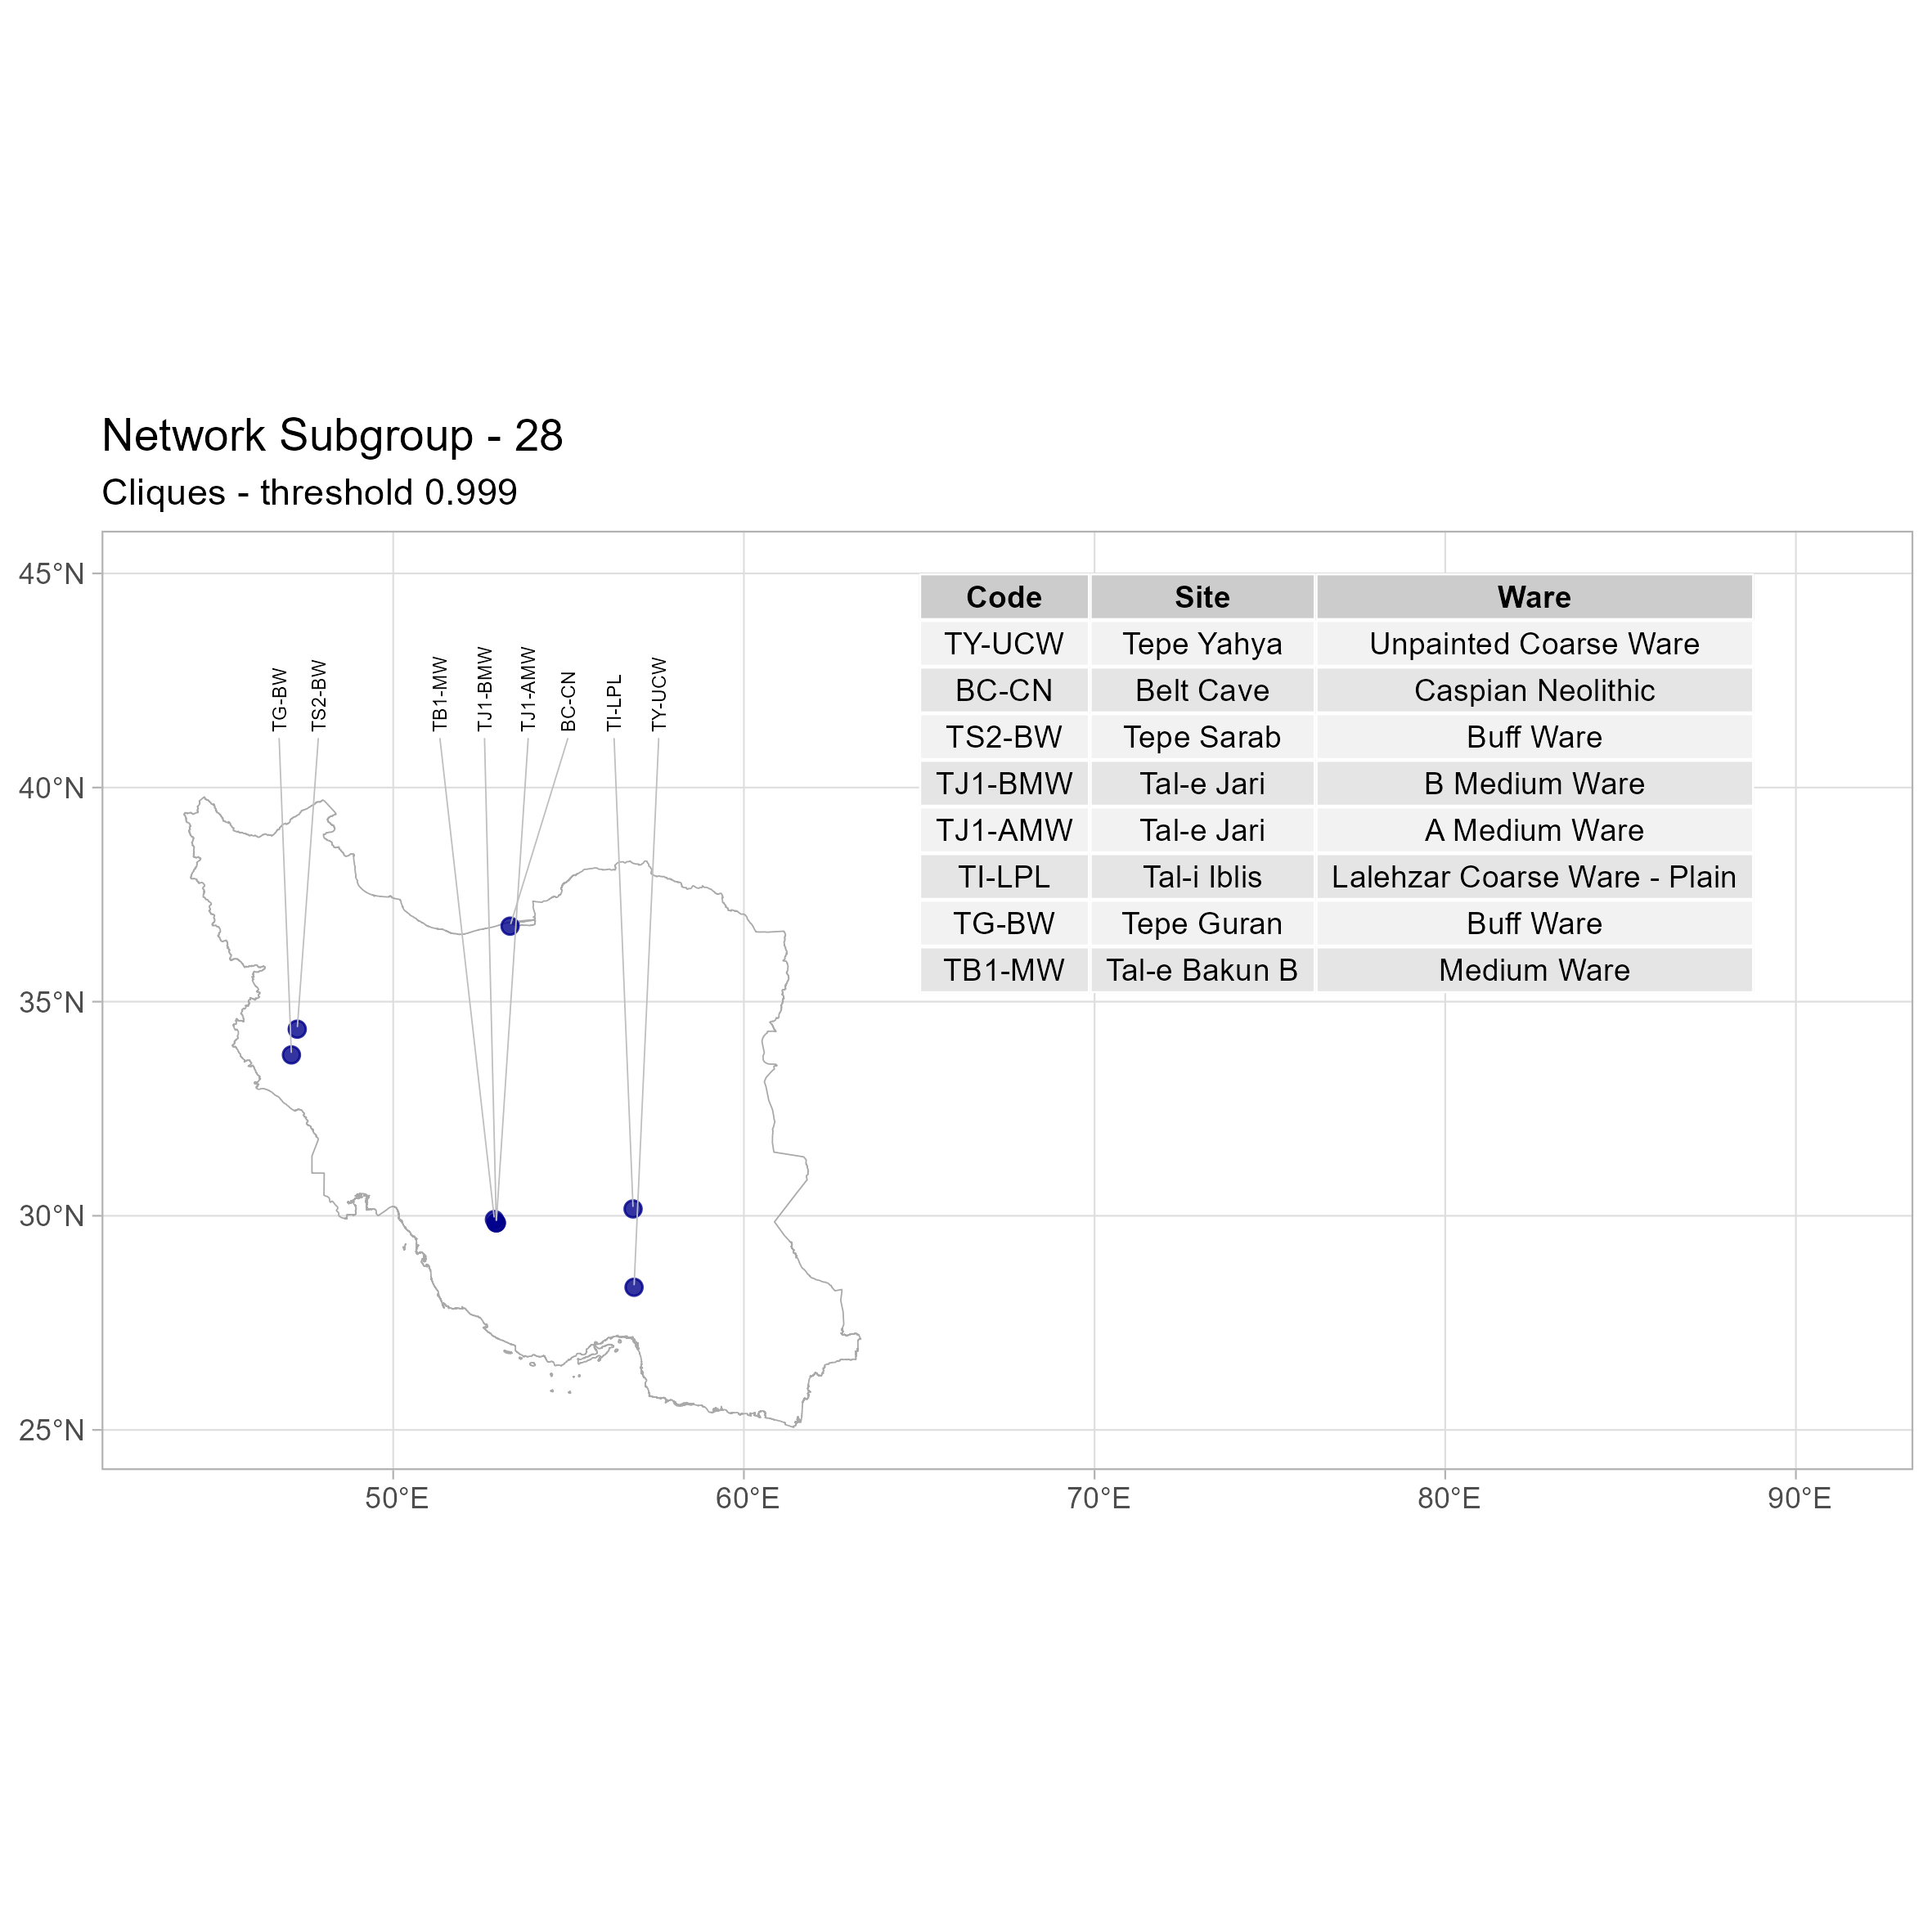 Network Subgroup - 28
Cliques - threshold 0.999
45°N
40°N
35°N
30°N
25°N
TG-BW
TS2-BW
TB1-MW
TJ1-BMW
TJ1-AMW
BC-CN
TI-LPL
TY-UCW
Code Site Ware
TY-UCW Tepe Yahya Unpainted Coarse Ware
BC-CN Belt Cave Caspian Neolithic
TS2-BW Tepe Sarab Buff Ware
TJ1-BMW Tal-e Jari B Medium Ware
TJ1-AMW Tal-e Jari A Medium Ware
TI-LPL Tal-i Iblis Lalehzar Coarse Ware - Plain
TG-BW Tepe Guran Buff Ware
TB1-MW Tal-e Bakun B Medium Ware
50°E 60°E 70°E 80°E 90°E